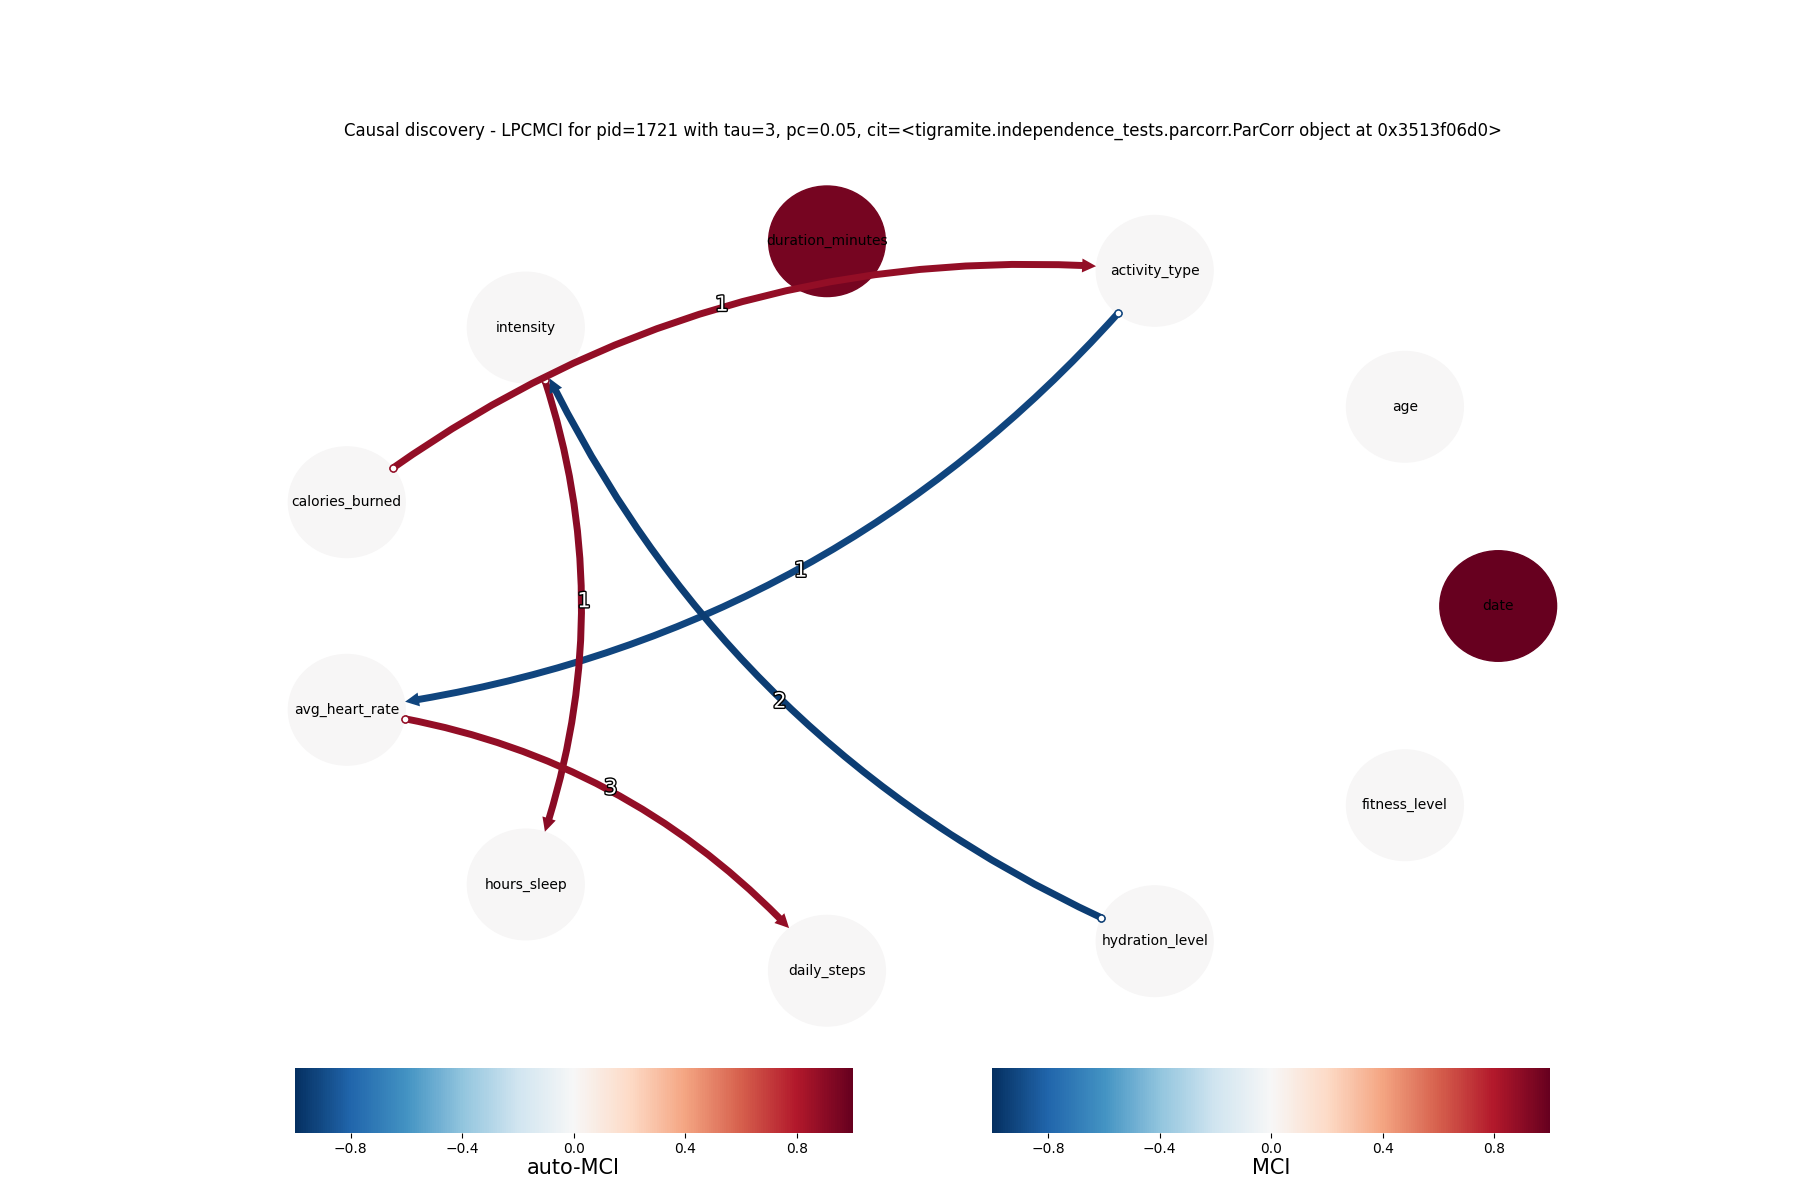 Causal discovery - LPCMCI for pid=1721 with tau=3, pc=0.05, cit=<tigramite.independence_tests.parcorr.ParCorr object at 0x3513f06d0>
duration_minutes
activity_type
1
intensity
age
calories_burned
1
1
date
2
avg_heart_rate
3
fitness_level
hours_sleep
hydration_level
daily_steps
−0.8 −0.4 0.0 0.4 0.8
auto-MCI
−0.8 −0.4 0.0 0.4 0.8
MCI